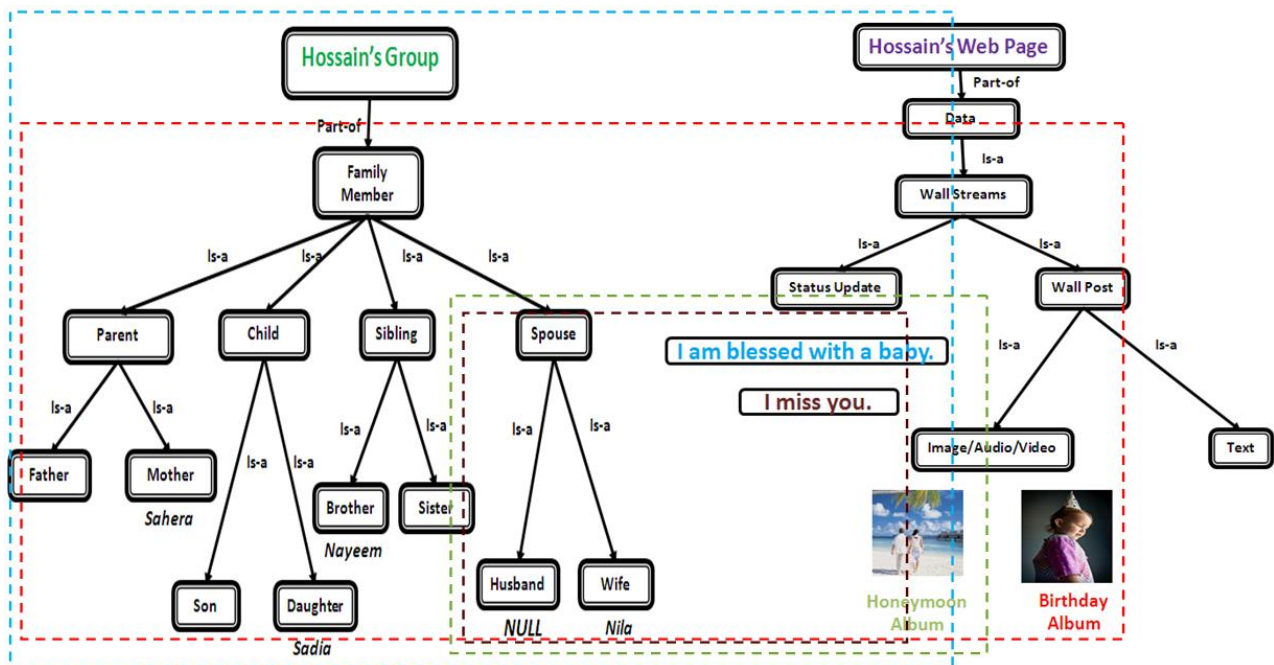 Hossain's Group
Hossain's Web Page
Part-of
Data
Part-of
Is-a
Family
Member
Wall Streams
Is-a
Is-a
Is-a
Is-a
Is-a
Is-a
Status Update
Wall Post
Parent
Child
Sibling
Spouse
I am blessed with a baby.
Is-a
Is-a
I miss you.
Is-a
Is-a
Is-a
Is-a
Is-a
Is-a
Is-a
Is-a
Image/Audio/Video
Text
Father
Mother
Brother
Sister
Sahera
Nayeem
Son
Daughter
Husband
Wife
Honeymoon
Album
Birthday
Album
Sadia
NULL
Nila